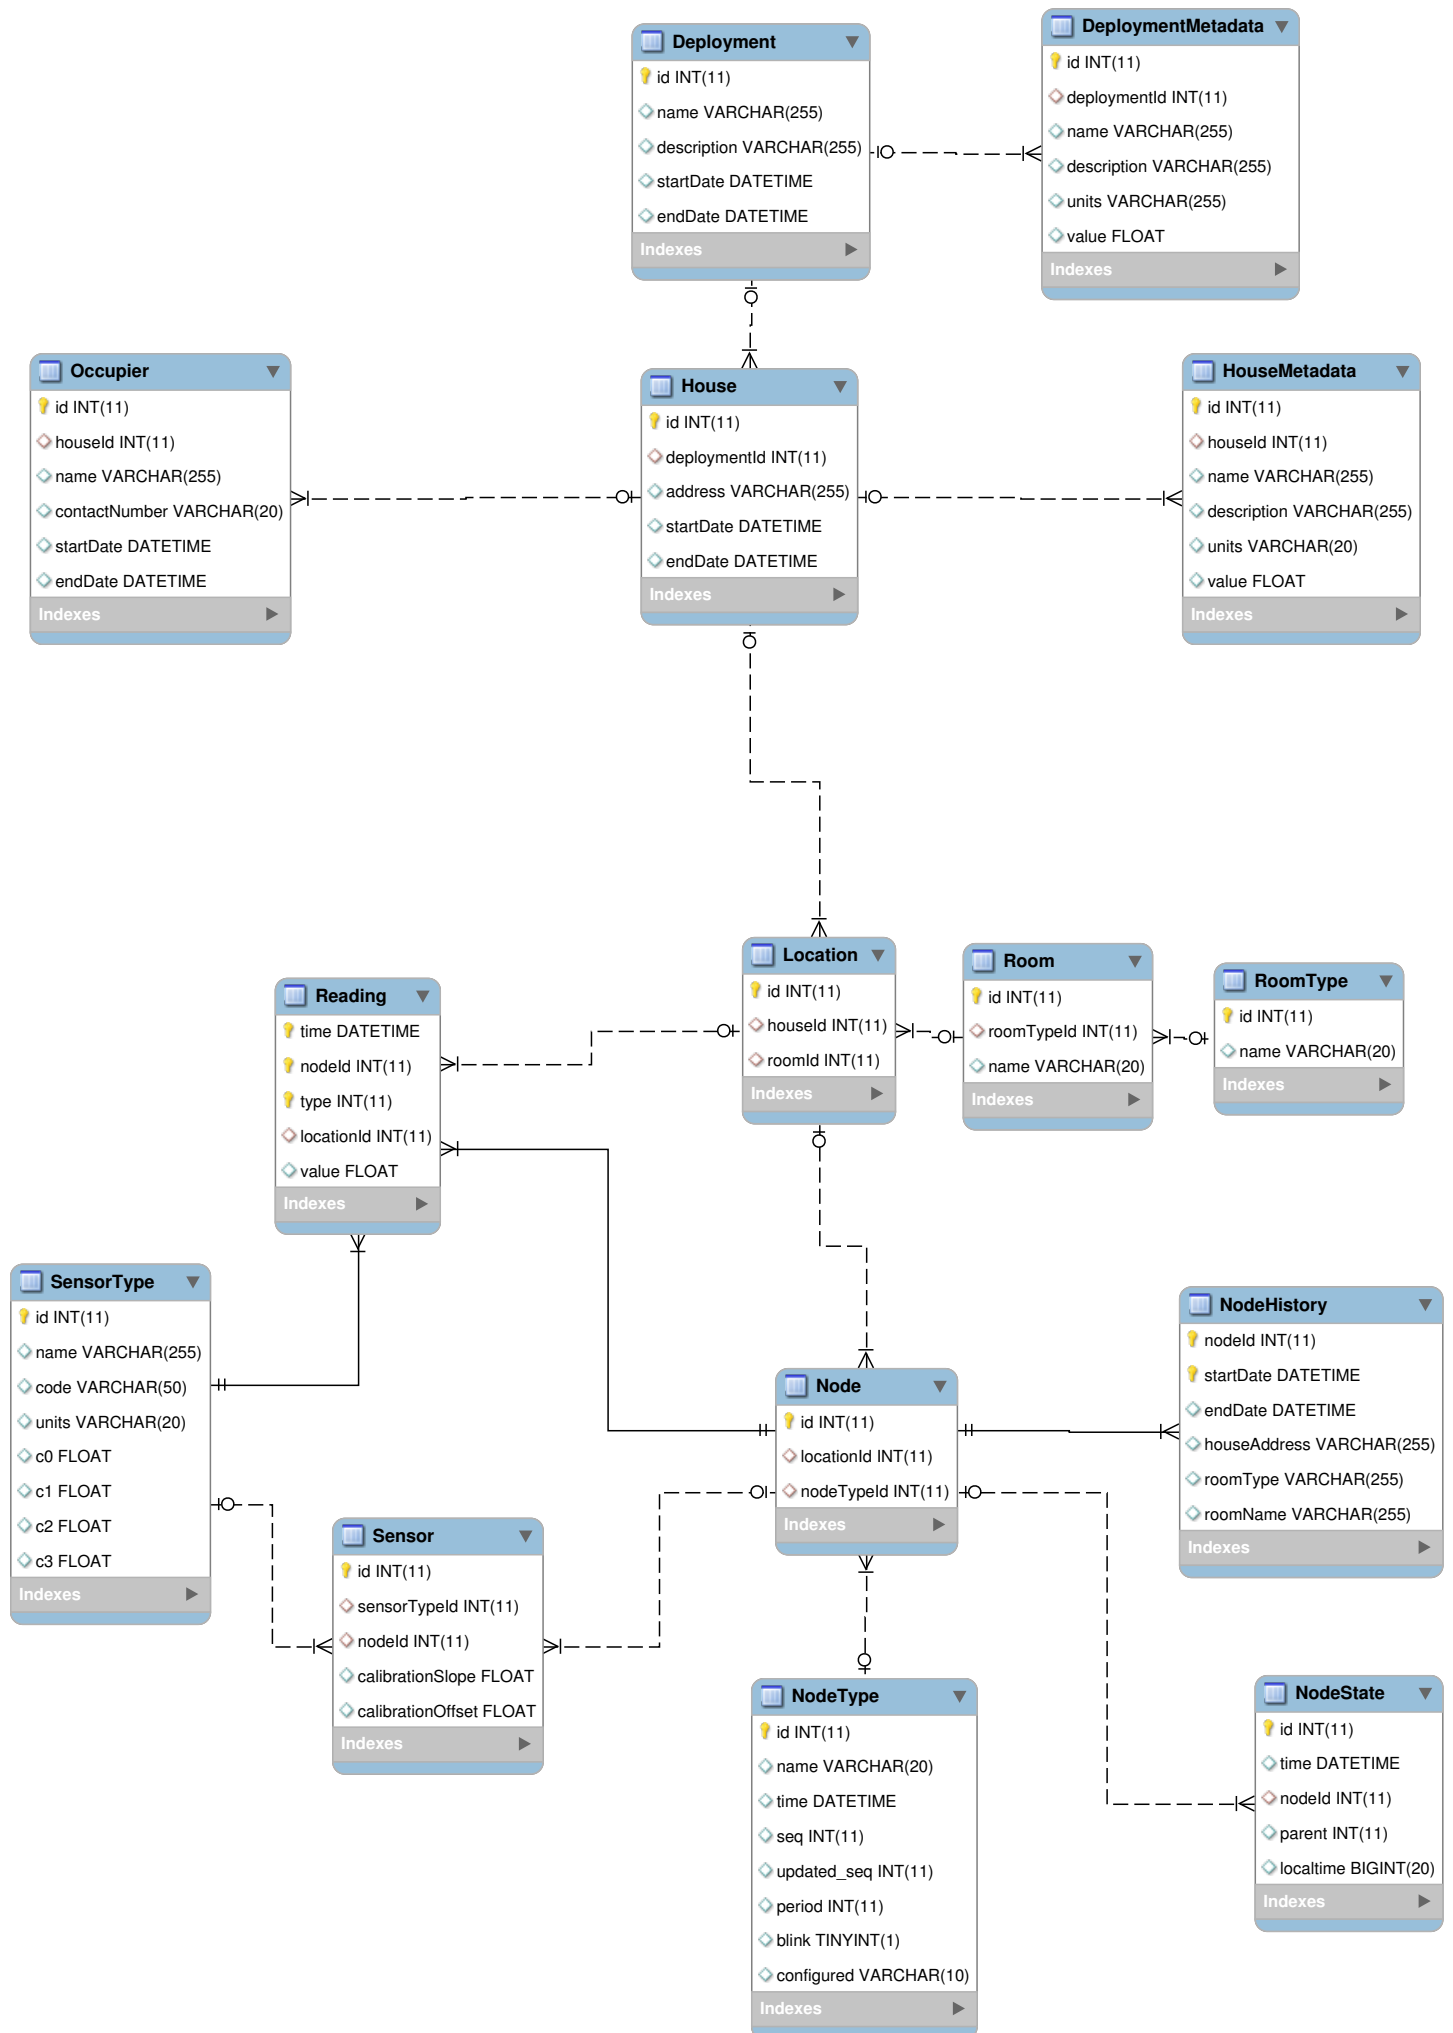 Deployment
id INT(11)
name VARCHAR(255)
description VARCHAR(255)
startDate DATETIME
endDate DATETIME
Indexes
DeploymentMetadata
id INT(11)
deploymentId INT(11)
name VARCHAR(255)
description VARCHAR(255)
units VARCHAR(255)
value FLOAT
Indexes
Occupier
id INT(11)
houseId INT(11)
name VARCHAR(255)
contactNumber VARCHAR(20)
startDate DATETIME
endDate DATETIME
Indexes
House
id INT(11)
deploymentId INT(11)
address VARCHAR(255)
startDate DATETIME
endDate DATETIME
Indexes
HouseMetadata
id INT(11)
houseId INT(11)
name VARCHAR(255)
description VARCHAR(255)
units VARCHAR(20)
value FLOAT
Indexes
Reading
time DATETIME
nodeId INT(11)
type INT(11)
locationId INT(11)
value FLOAT
Indexes
Location
id INT(11)
houseId INT(11)
roomId INT(11)
Indexes
Room
id INT(11)
roomTypeId INT(11)
name VARCHAR(20)
Indexes
RoomType
id INT(11)
name VARCHAR(20)
Indexes
SensorType
id INT(11)
name VARCHAR(255)
code VARCHAR(50)
units VARCHAR(20)
c0 FLOAT
c1 FLOAT
c2 FLOAT
c3 FLOAT
Indexes
Sensor
id INT(11)
sensorTypeId INT(11)
nodeId INT(11)
calibrationSlope FLOAT
calibrationOffset FLOAT
Indexes
Node
id INT(11)
locationId INT(11)
nodeTypeId INT(11)
Indexes
NodeHistory
nodeId INT(11)
startDate DATETIME
endDate DATETIME
houseAddress VARCHAR(255)
roomType VARCHAR(255)
roomName VARCHAR(255)
Indexes
NodeType
id INT(11)
name VARCHAR(20)
time DATETIME
seq INT(11)
updated_seq INT(11)
period INT(11)
blink TINYINT(1)
configured VARCHAR(10)
Indexes
NodeState
id INT(11)
time DATETIME
nodeId INT(11)
parent INT(11)
localtime BIGINT(20)
Indexes